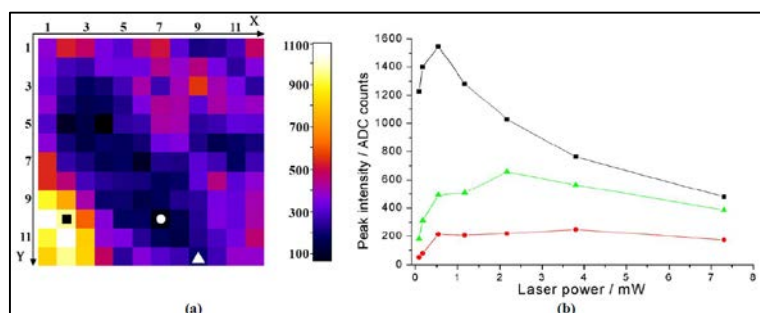 X
1 3 5 7 9 11
1
3
5
7
9
11
Y
1100
900
700
500
300
100
(a)
Peak intensity / ADC counts
1600
1400
1200
1000
800
600
400
200
0
0 1 2 3 4 5 6 7 8
Laser power / mW
(b)